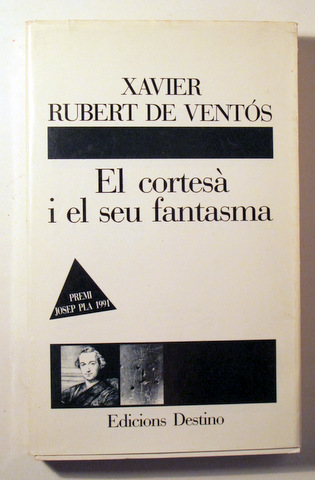 XAVIER
RUBERT DE VENTÓS
El cortesà
i el seu fantasma
PREMI
JOSEP PLA 1991
Edicions Destino